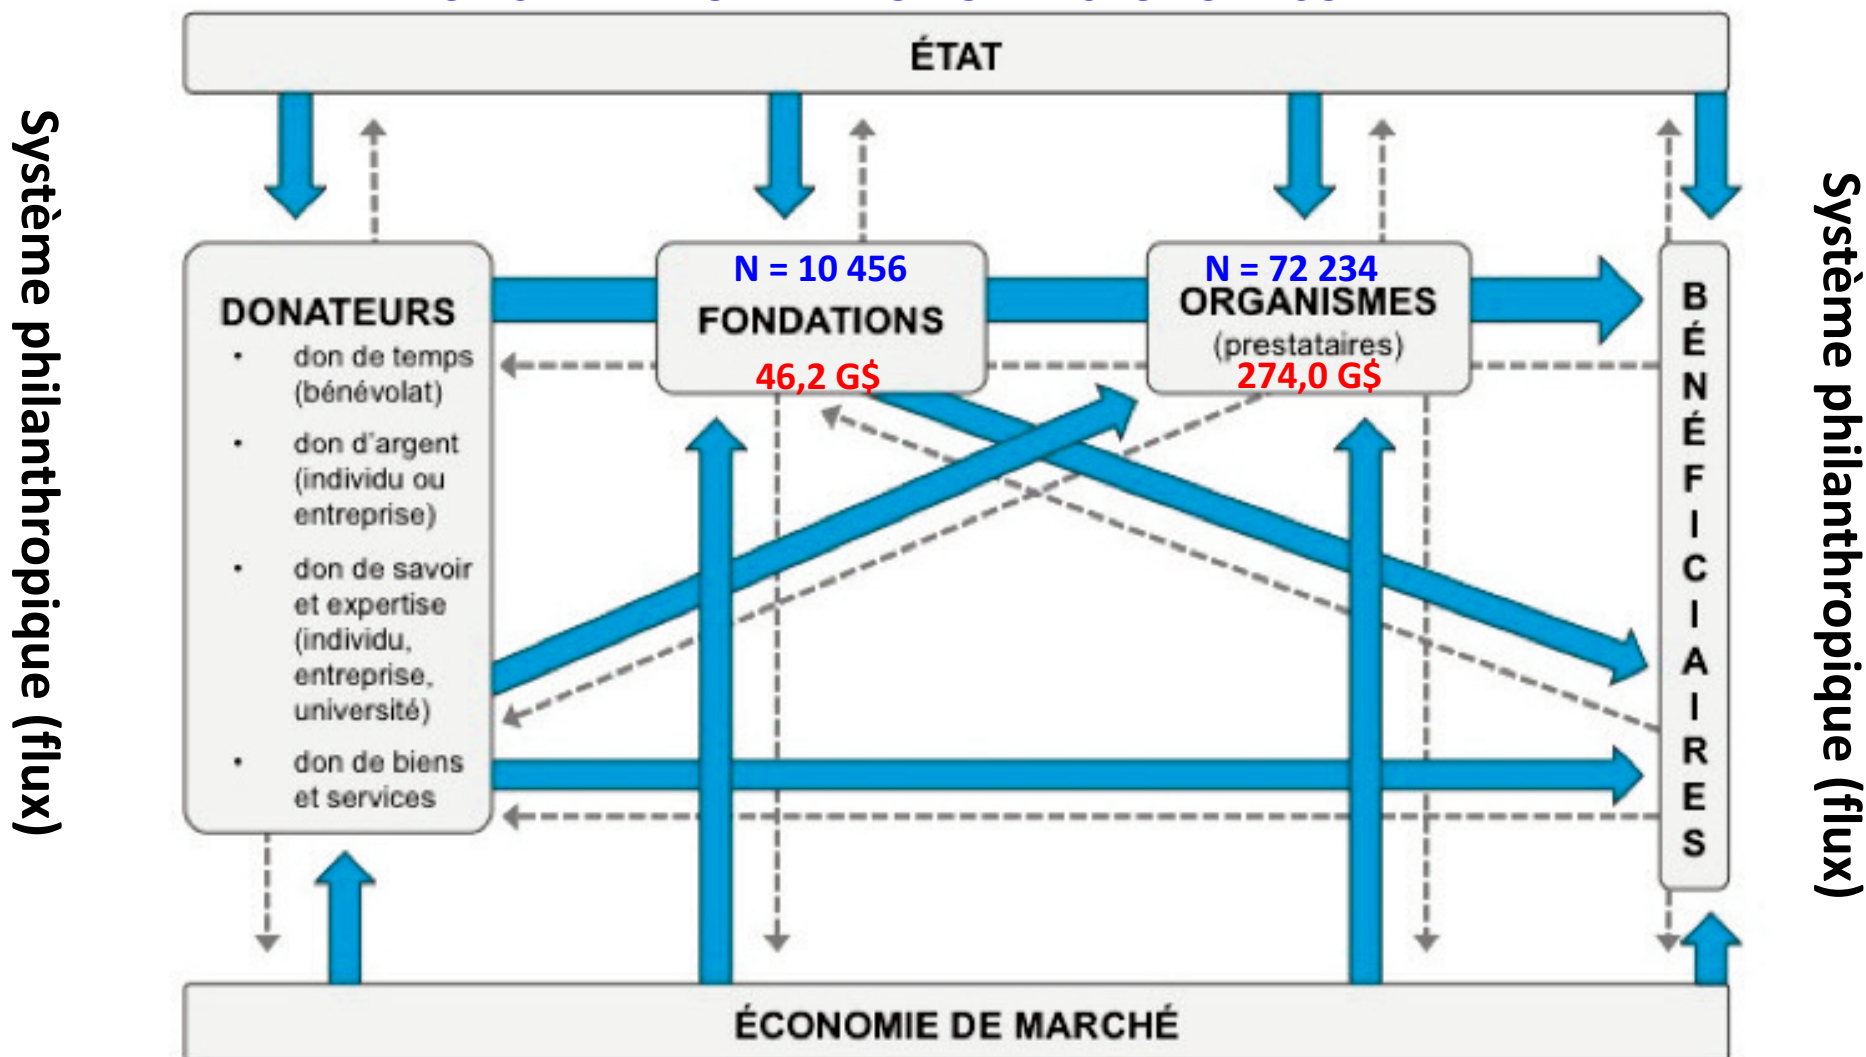 ÉTAT
Système philanthropique (flux)
DONATEURS
• don de temps
(bénévolat)
• don d'argent
(individu ou
entreprise)
• don de savoir
et expertise
(individu,
entreprise,
université)
• don de biens
et services
N = 10 456
FONDATIONS
46,2 G$
N = 72 234
ORGANISMES
(prestataires)
274,0 G$
BÉNÉFICIAIRES
Système philanthropique (flux)
ÉCONOMIE DE MARCHÉ